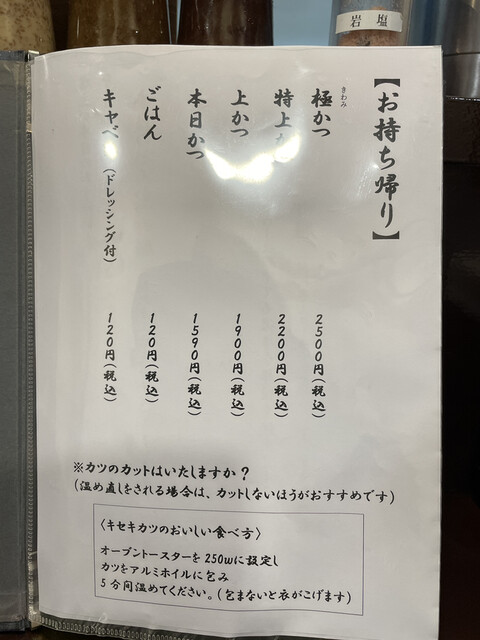 岩塩
【お持ち帰り】
きわみ
極かつ 2500円(税込)
特上か 2200円(税込)
上かつ 1900円(税込)
本日かつ 1590円(税込)
ごはん 120円(税込)
キャベ (ドレッシング付) 120円(税込)
※カツのカットはいたしますか?
(温め直しをされる場合は、カットしないほうがおすすめです)
〈キセキカツのおいしい食べ方〉
オーブントースターを250wに設定し
カツをアルミホイルに包み
5分間温めてください。(包まないと衣がこげます)